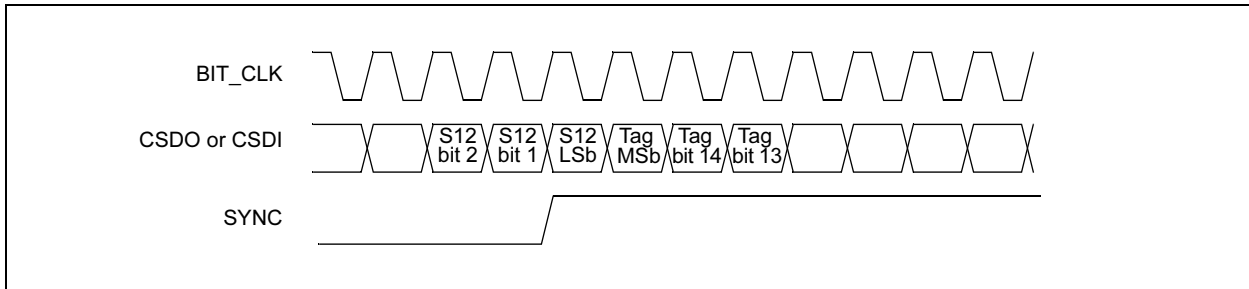 BIT_CLK
CSDO or CSDI
S12 bit 2
S12 bit 1
S12 LSb
Tag MSb
Tag bit 14
Tag bit 13
SYNC